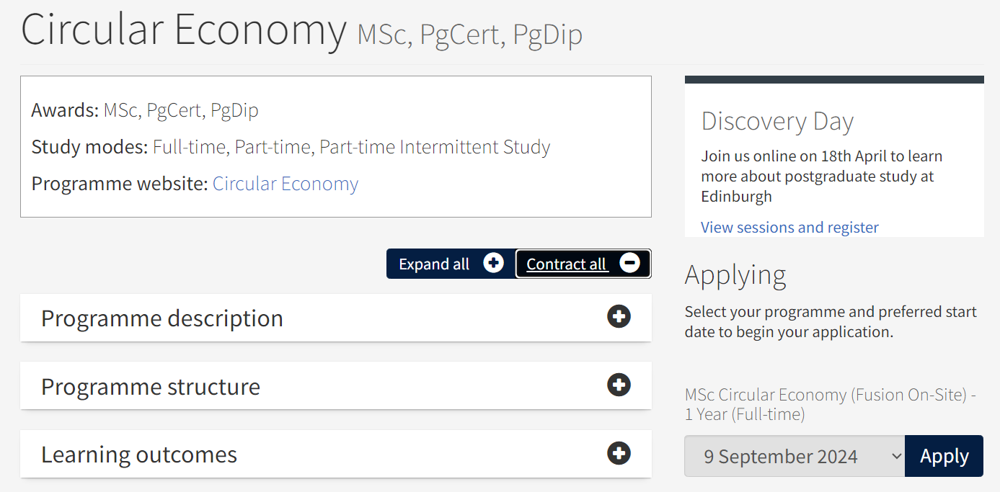 Circular Economy MSc, PgCert, PgDip
Awards: MSc, PgCert, PgDip
Study modes: Full-time, Part-time, Part-time Intermittent Study
Programme website: Circular Economy
Expand all
Contract all
Programme description
Programme structure
Learning outcomes
Discovery Day
Join us online on 18th April to learn
more about postgraduate study at
Edinburgh
View sessions and register
Applying
Select your programme and preferred start
date to begin your application.
MSc Circular Economy (Fusion On-Site) -
1 Year (Full-time)
9 September 2024
Apply